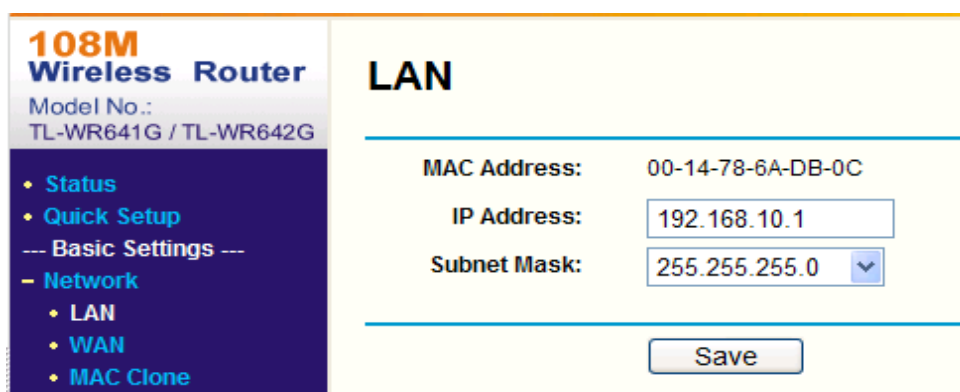 108M
Wireless Router
Model No.:
TL-WR641G / TL-WR642G
• Status
• Quick Setup
--- Basic Settings ---
– Network
• LAN
• WAN
• MAC Clone
LAN
MAC Address: 00-14-78-6A-DB-0C
IP Address: 192.168.10.1
Subnet Mask: 255.255.255.0
Save